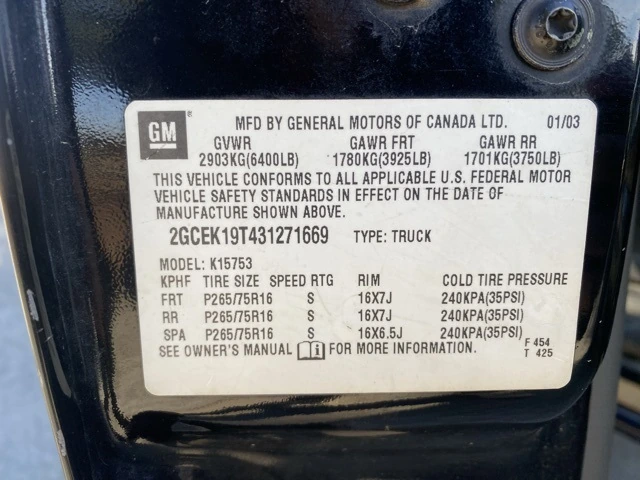 GM MFD BY GENERAL MOTORS OF CANADA LTD. 01/03
GVWR GAWR FRT GAWR RR
2903KG(6400LB) 1780KG(3925LB) 1701KG(3750LB)
THIS VEHICLE CONFORMS TO ALL APPLICABLE U.S. FEDERAL MOTOR
VEHICLE SAFETY STANDARDS IN EFFECT ON THE DATE OF
MANUFACTURE SHOWN ABOVE.
2GCEK19T431271669 TYPE: TRUCK
MODEL: K15753
KPHF TIRE SIZE SPEED RTG RIM COLD TIRE PRESSURE
FRT P265/75R16 S 16X7J 240KPA(35PSI)
RR P265/75R16 S 16X7J 240KPA(35PSI)
SPA P265/75R16 S 16X6.5J 240KPA(35PSI)
SEE OWNER'S MANUAL i FOR MORE INFORMATION. F 454
T 425